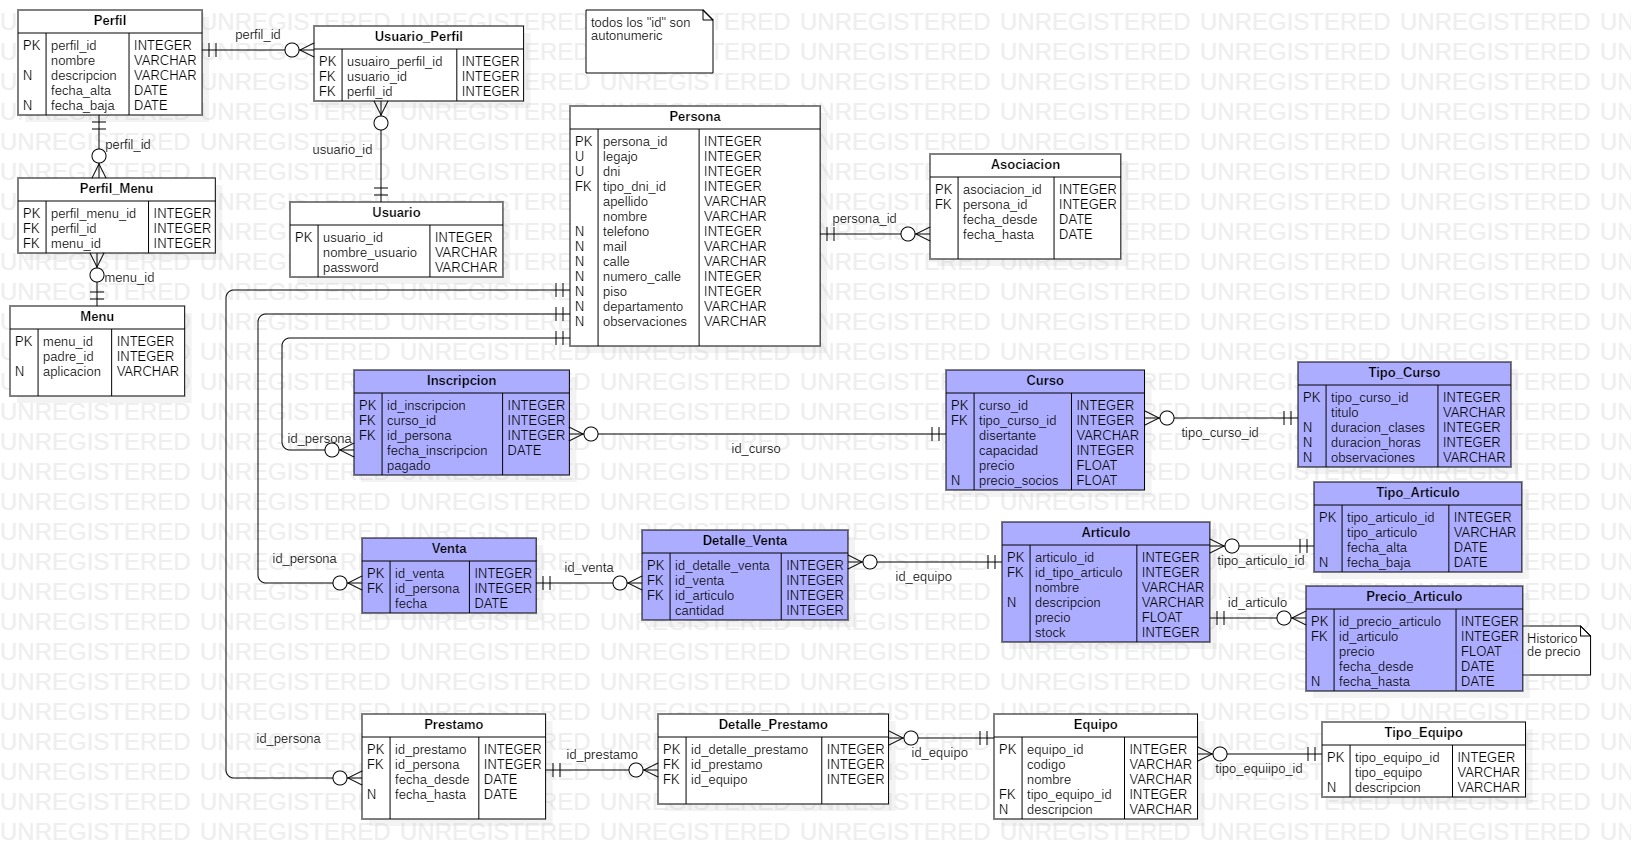 Perfil
PK perfil_id INTEGER
nombre VARCHAR
N descripcion VARCHAR
fecha_alta DATE
N fecha_baja DATE
perfil_id
Usuario_Perfil
PK usuairo_perfil_id INTEGER
FK usuario_id INTEGER
FK perfil_id INTEGER
todos los "id" son
autonumeric
perfil_id
usuario_id
Perfil_Menu
PK perfil_menu_id INTEGER
FK perfil_id INTEGER
FK menu_id INTEGER
Usuario
PK usuario_id INTEGER
nombre_usuario VARCHAR
password VARCHAR
menu_id
Menu
PK menu_id INTEGER
padre_id INTEGER
N aplicacion VARCHAR
Persona
PK persona_id INTEGER
U legajo INTEGER
U dni INTEGER
FK tipo_dni_id INTEGER
apellido VARCHAR
nombre VARCHAR
N telefono INTEGER
N mail VARCHAR
N calle VARCHAR
N numero_calle INTEGER
N piso INTEGER
N departamento VARCHAR
N observaciones VARCHAR
persona_id
Asociacion
PK asociacion_id INTEGER
FK persona_id INTEGER
fecha_desde DATE
fecha_hasta DATE
id_persona
Inscripcion
PK id_inscripcion INTEGER
FK curso_id INTEGER
FK id_persona INTEGER
fecha_inscripcion DATE
pagado
id_curso
Curso
PK curso_id INTEGER
FK tipo_curso_id INTEGER
disertante VARCHAR
capacidad INTEGER
precio FLOAT
N precio_socios FLOAT
tipo_curso_id
Tipo_Curso
PK tipo_curso_id INTEGER
titulo VARCHAR
N duracion_clases INTEGER
N duracion_horas INTEGER
N observaciones VARCHAR
id_persona
Venta
PK id_venta INTEGER
FK id_persona INTEGER
fecha DATE
id_venta
Detalle_Venta
PK id_detalle_venta INTEGER
FK id_venta INTEGER
FK id_articulo INTEGER
cantidad INTEGER
id_equipo
Articulo
PK articulo_id INTEGER
FK id_tipo_articulo INTEGER
nombre VARCHAR
N descripcion VARCHAR
precio FLOAT
stock INTEGER
tipo_articulo_id
Tipo_Articulo
PK tipo_articulo_id INTEGER
tipo_articulo VARCHAR
fecha_alta DATE
N fecha_baja DATE
id_articulo
Precio_Articulo
PK id_precio_articulo INTEGER
FK id_articulo INTEGER
precio FLOAT
fecha_desde DATE
N fecha_hasta DATE
Historico
de precio
id_persona
Prestamo
PK id_prestamo INTEGER
FK id_persona INTEGER
fecha_desde DATE
N fecha_hasta DATE
id_prestamo
Detalle_Prestamo
PK id_detalle_prestamo INTEGER
FK id_prestamo INTEGER
FK id_equipo INTEGER
id_equipo
Equipo
PK equipo_id INTEGER
codigo VARCHAR
nombre VARCHAR
FK tipo_equipo_id INTEGER
N descripcion VARCHAR
tipo_equiipo_id
Tipo_Equipo
PK tipo_equipo_id INTEGER
tipo_equipo VARCHAR
N descripcion VARCHAR
UNREGISTERED